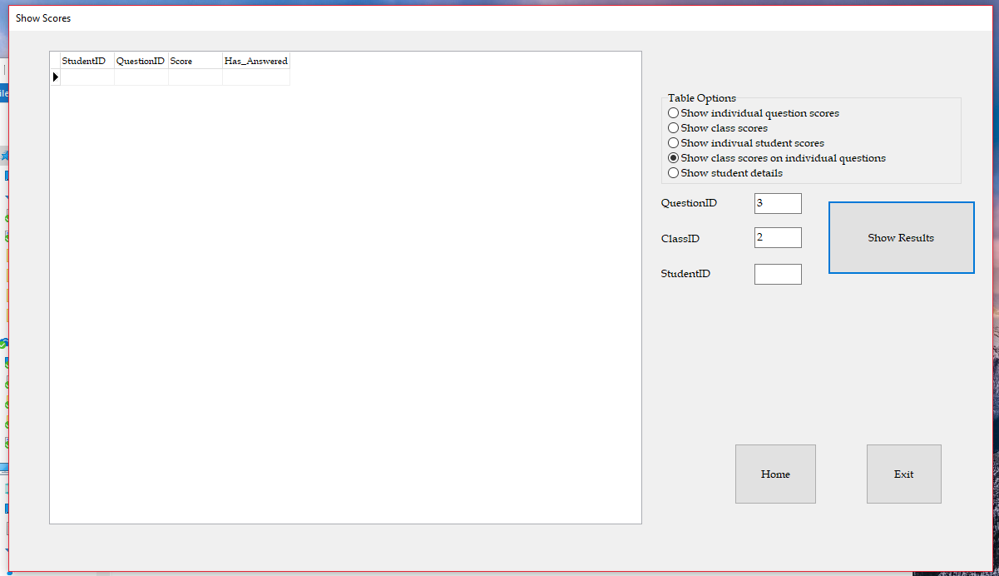 Show Scores
StudentID QuestionID Score Has_Answered
Table Options
Show individual question scores
Show class scores
Show indivual student scores
Show class scores on individual questions
Show student details
QuestionID 3
ClassID 2
StudentID
Show Results
Home
Exit